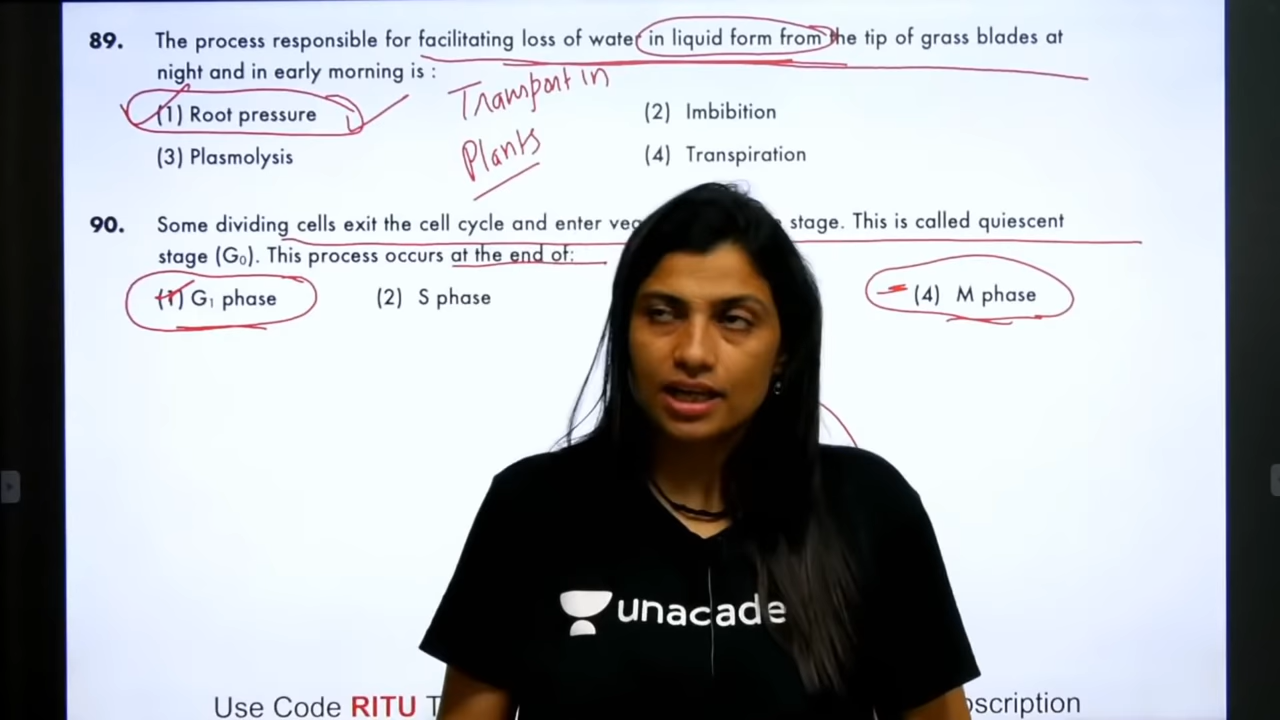 89. The process responsible for facilitating loss of water in liquid form from the tip of grass blades at
night and in early morning is :
(1) Root pressure
(2) Imbibition
(3) Plasmolysis
(4) Transpiration
Transport in
Plants
90. Some dividing cells exit the cell cycle and enter veg stage. This is called quiescent
stage (G₀). This process occurs at the end of:
(1) G₁ phase
(2) S phase
(4) M phase
unacade
Use Code RITU T scription